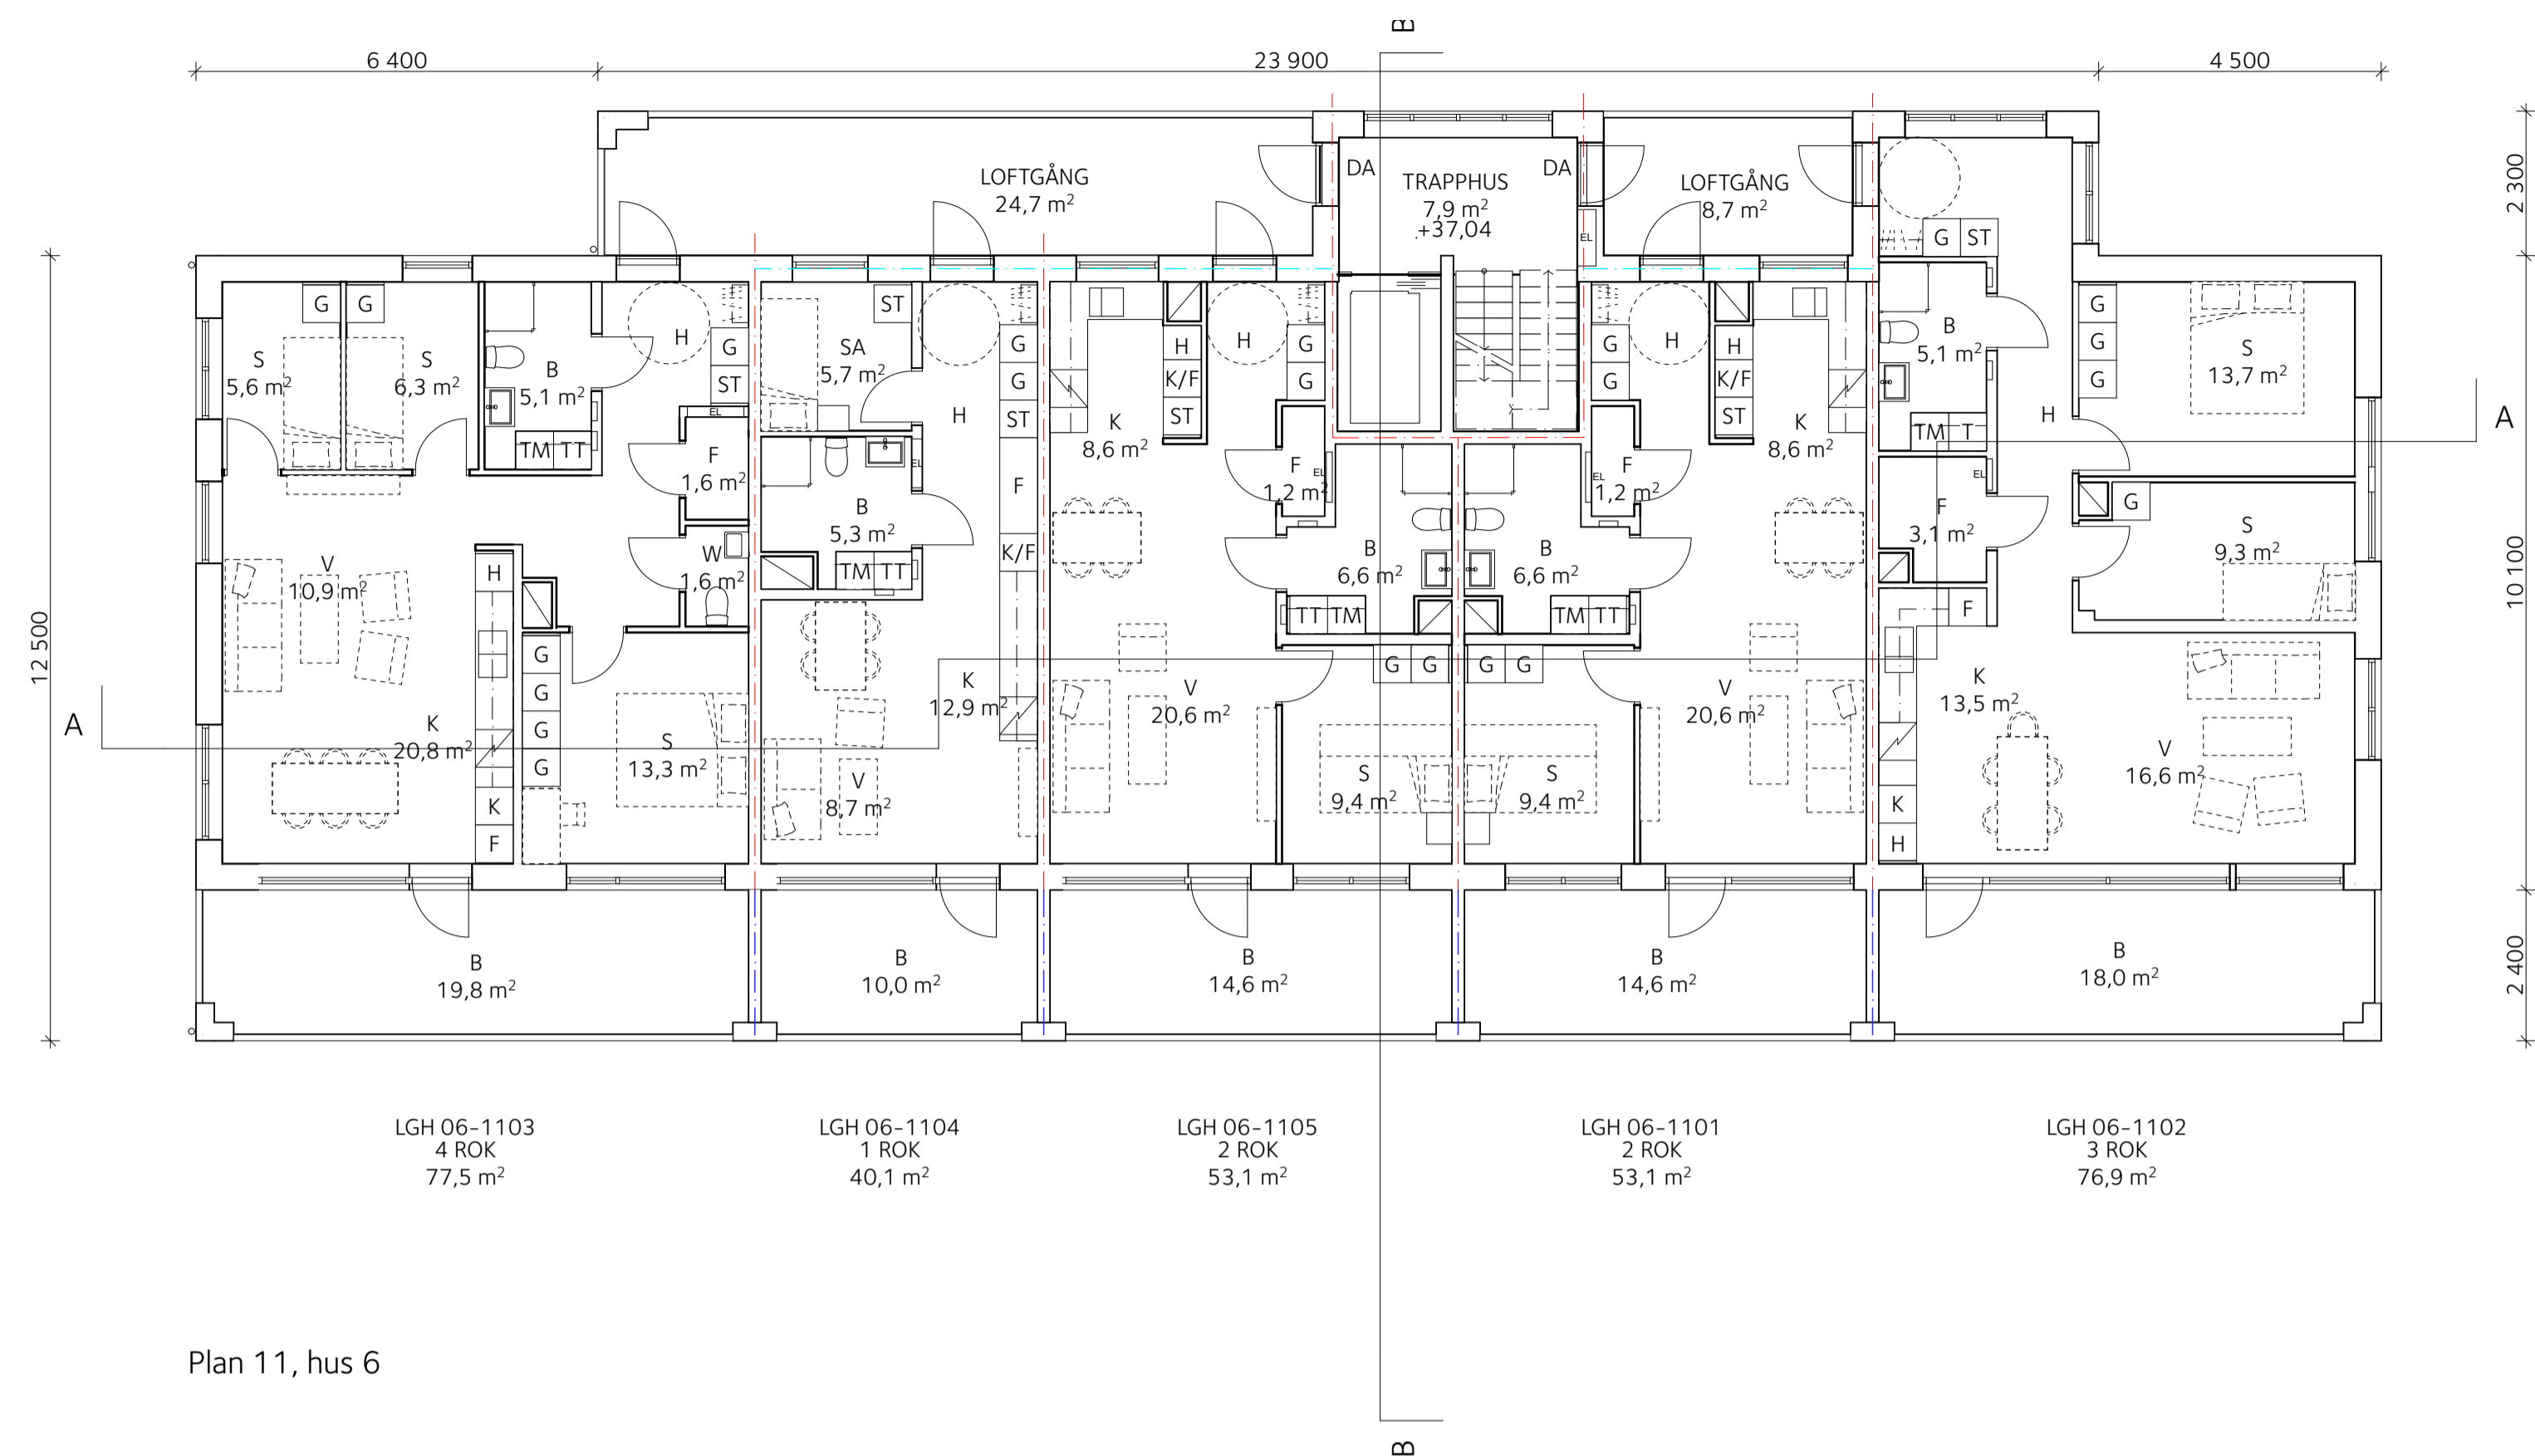 B
6 400
23 900
4 500
2 300
10 100
2 400
12 500
LOFTGÅNG
24,7 m²
DA
TRAPPHUS
7,9 m²
+37,04
DA
EL
LOFTGÅNG
8,7 m²
G
ST
G
G
S
5,6 m²
S
6,3 m²
B
5,1 m²
TM
TT
H
G
ST
EL
F
1,6 m²
W
1,6 m²
V
10,9 m²
H
K
20,8 m²
K
F
G
G
G
G
S
13,3 m²
B
19,8 m²
ST
SA
5,7 m²
H
G
G
ST
F
K/F
EL
B
5,3 m²
TM
TT
K
12,9 m²
V
8,7 m²
B
10,0 m²
H
K/F
ST
K
8,6 m²
H
G
G
F
EL
1,2 m²
B
6,6 m²
TT
TM
G
G
V
20,6 m²
S
9,4 m²
B
14,6 m²
G
G
H
H
K/F
ST
K
8,6 m²
F
EL
1,2 m²
B
6,6 m²
TM
TT
G
G
V
20,6 m²
S
9,4 m²
B
14,6 m²
B
5,1 m²
TM
T
H
G
G
G
S
13,7 m²
EL
F
3,1 m²
G
S
9,3 m²
F
K
13,5 m²
K
H
V
16,6 m²
B
18,0 m²
A
A
LGH 06-1103
4 ROK
77,5 m²
LGH 06-1104
1 ROK
40,1 m²
LGH 06-1105
2 ROK
53,1 m²
LGH 06-1101
2 ROK
53,1 m²
LGH 06-1102
3 ROK
76,9 m²
Plan 11, hus 6
B